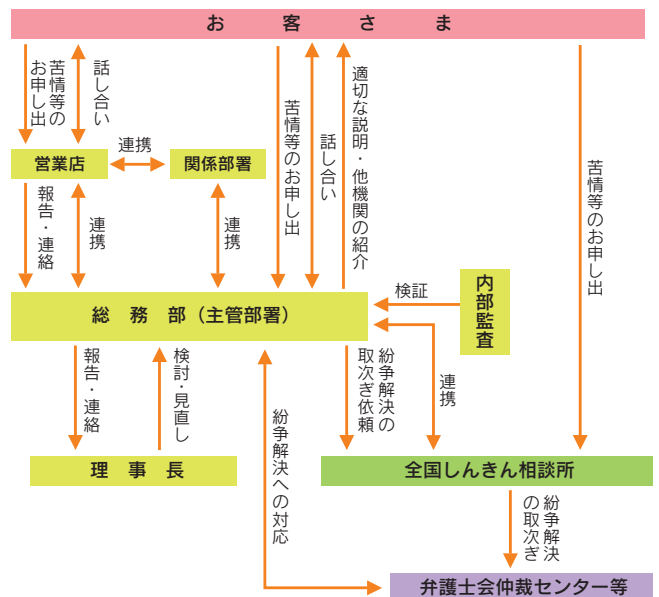 お客さま
苦情等の
お申し出
話し合い
苦情等のお申し出
話し合い
適切な説明・他機関の紹介
苦情等のお申し出
営業店
連携
関係部署
報告・連絡
連携
連携
総務部（主管部署）
検証
内部監査
報告・連絡
検討・見直し
紛争解決への対応
紛争解決の
取次ぎ依頼
連携
理事長
全国しんきん相談所
紛争解決
の取次ぎ
弁護士会仲裁センター等